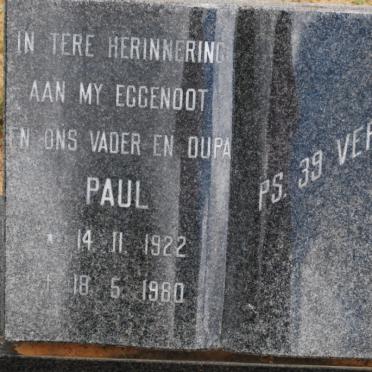 IN TERE HERINNERING
AAN MY EGGENOOT
EN ONS VADER EN OUPA
PAUL
* 14 11 1922
† 18 5 1980
PS. 39 VER